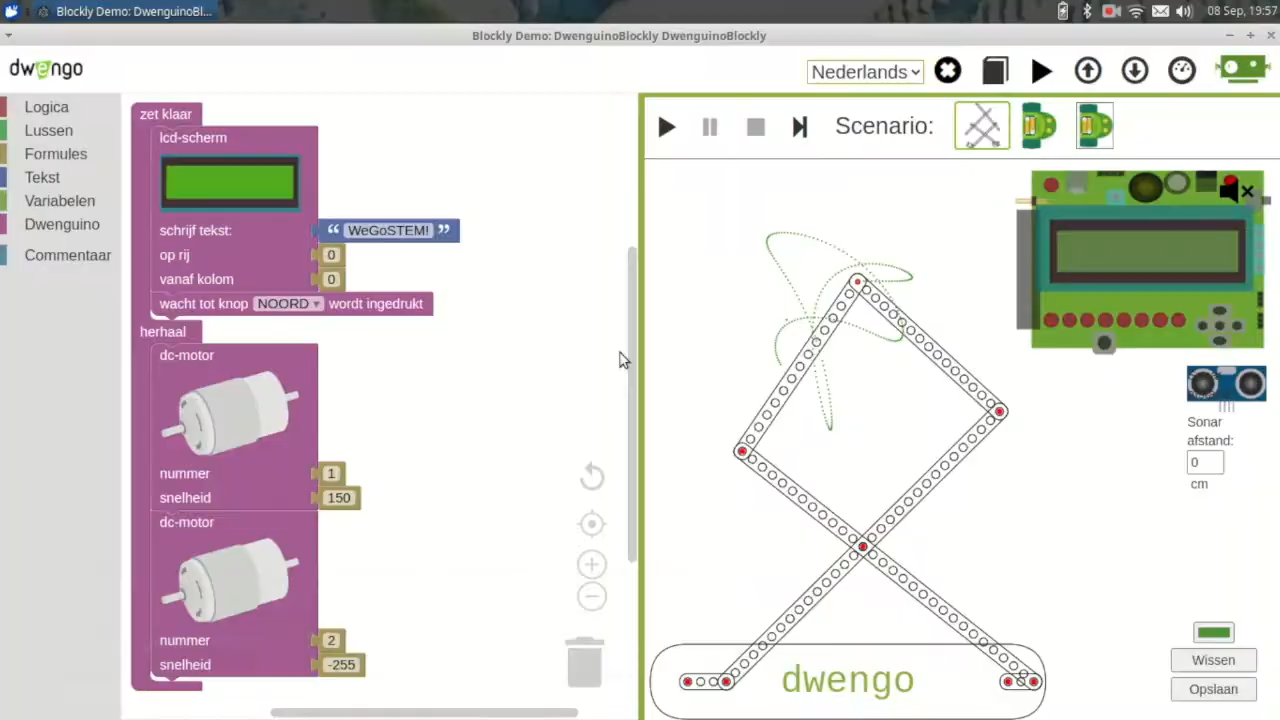 Blockly Demo: DwenguinoBl...
08 Sep, 19:57
Blockly Demo: DwenguinoBlockly DwenguinoBlockly
dwengo
Nederlands
Logica
Lussen
Formules
Tekst
Variabelen
Dwenguino
Commentaar
zet klaar
lcd-scherm
schrijf tekst:
“ WeGoSTEM! ”
op rij 0
vanaf kolom 0
wacht tot knop NOORD ▾ wordt ingedrukt
herhaal
dc-motor
nummer 1
snelheid 150
dc-motor
nummer 2
snelheid -255
Scenario:
Sonar
afstand:
0
cm
dwengo
Wissen
Opslaan